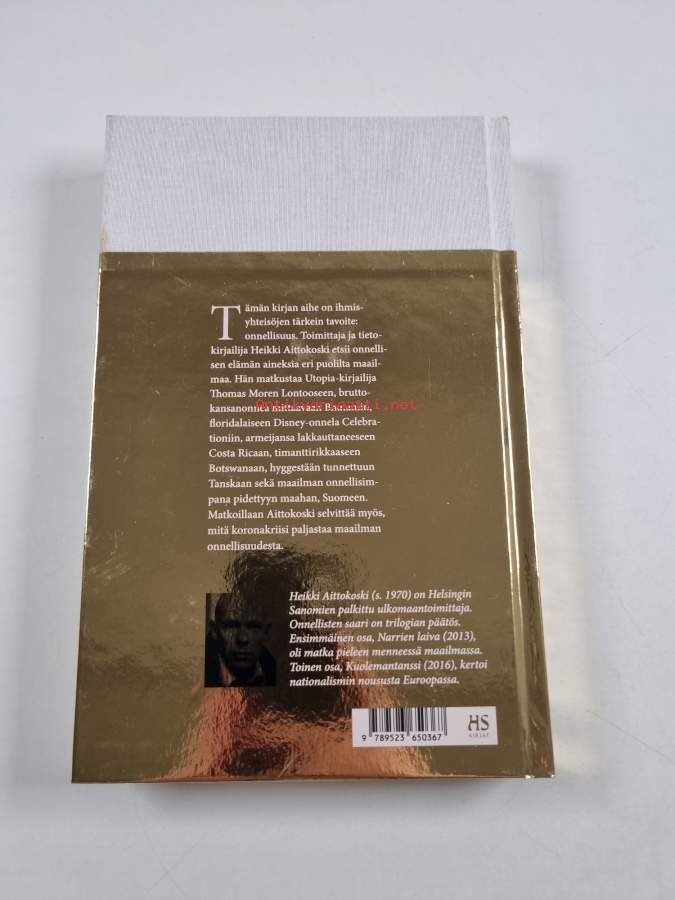 Tämän kirjan aihe on ihmis-
yhteisöjen tärkein tavoite:
onnellisuus. Toimittaja ja tieto-
kirjailija Heikki Aittokoski etsii onnelli-
sen elämän aineksia eri puolilta maail-
maa. Hän matkustaa Utopia-kirjailija
Thomas Moren Lontooseen, brutto-
kansanonnea mittaavaan Bhutaniin,
Antikvariaatti.net
floridalaiseen Disney-onnela Celebra-
tioniin, armeijansa lakkauttaneeseen
Costa Ricaan, timanttirikkaaseen
Botswanaan, hyggestään tunnettuun
Tanskaan sekä maailman onnellisim-
pana pidettyyn maahan, Suomeen.
Matkoillaan Aittokoski selvittää myös,
mitä koronakriisi paljastaa maailman
onnellisuudesta.
Heikki Aittokoski (s. 1970) on Helsingin
Sanomien palkittu ulkomaantoimittaja.
Onnellisten saari on trilogian päätös.
Ensimmäinen osa, Narrien laiva (2013),
oli matka pieleen menneessä maailmassa.
Toinen osa, Kuolemantanssi (2016), kertoi
nationalismin noususta Euroopassa.
9 789523 650367
HS
KIRJAT